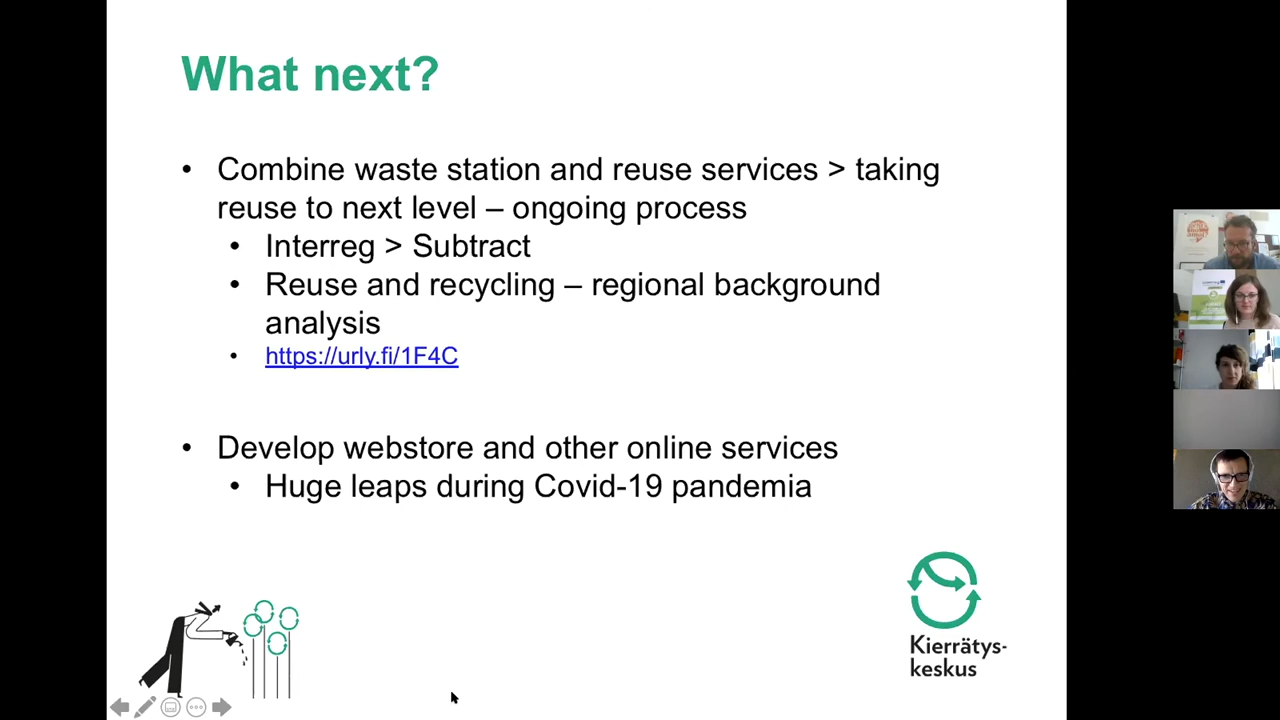 What next?
• Combine waste station and reuse services > taking
reuse to next level – ongoing process
• Interreg > Subtract
• Reuse and recycling – regional background
analysis
• https://urly.fi/1F4C
• Develop webstore and other online services
• Huge leaps during Covid-19 pandemia
Kierrätys-
keskus